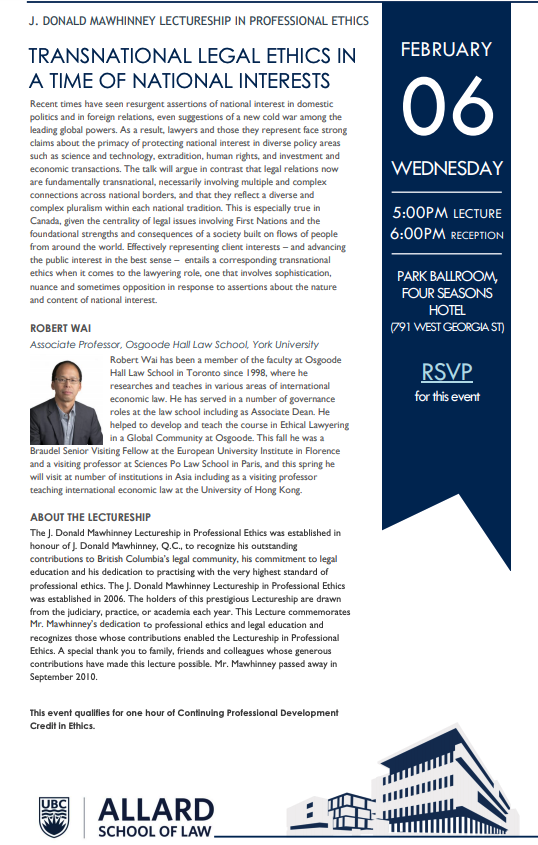 J. DONALD MAWHINNEY LECTURESHIP IN PROFESSIONAL ETHICS
TRANSNATIONAL LEGAL ETHICS IN
A TIME OF NATIONAL INTERESTS
Recent times have seen resurgent assertions of national interest in domestic
politics and in foreign relations, even suggestions of a new cold war among the
leading global powers. As a result, lawyers and those they represent face strong
claims about the primacy of protecting national interest in diverse policy areas
such as science and technology, extradition, human rights, and investment and
economic transactions. The talk will argue in contrast that legal relations now
are fundamentally transnational, necessarily involving multiple and complex
connections across national borders, and that they reflect a diverse and
complex pluralism within each national tradition. This is especially true in
Canada, given the centrality of legal issues involving First Nations and the
foundational strengths and consequences of a society built on flows of people
from around the world. Effectively representing client interests – and advancing
the public interest in the best sense – entails a corresponding transnational
ethics when it comes to the lawyering role, one that involves sophistication,
nuance and sometimes opposition in response to assertions about the nature
and content of national interest.
ROBERT WAI
Associate Professor, Osgoode Hall Law School, York University
Robert Wai has been a member of the faculty at Osgoode
Hall Law School in Toronto since 1998, where he
researches and teaches in various areas of international
economic law. He has served in a number of governance
roles at the law school including as Associate Dean. He
helped to develop and teach the course in Ethical Lawyering
in a Global Community at Osgoode. This fall he was a
Braudel Senior Visiting Fellow at the European University Institute in Florence
and a visiting professor at Sciences Po Law School in Paris, and this spring he
will visit at number of institutions in Asia including as a visiting professor
teaching international economic law at the University of Hong Kong.
ABOUT THE LECTURESHIP
The J. Donald Mawhinney Lectureship in Professional Ethics was established in
honour of J. Donald Mawhinney, Q.C., to recognize his outstanding
contributions to British Columbia's legal community, his commitment to legal
education and his dedication to practising with the very highest standard of
professional ethics. The J. Donald Mawhinney Lectureship in Professional Ethics
was established in 2006. The holders of this prestigious Lectureship are drawn
from the judiciary, practice, or academia each year. This Lecture commemorates
Mr. Mawhinney's dedication to professional ethics and legal education and
recognizes those whose contributions enabled the Lectureship in Professional
Ethics. A special thank you to family, friends and colleagues whose generous
contributions have made this lecture possible. Mr. Mawhinney passed away in
September 2010.
This event qualifies for one hour of Continuing Professional Development
Credit in Ethics.
FEBRUARY
06
WEDNESDAY
5:00PM LECTURE
6:00PM RECEPTION
PARK BALLROOM,
FOUR SEASONS
HOTEL
(791 WEST GEORGIA ST)
RSVP
for this event
UBC
ALLARD
SCHOOL OF LAW